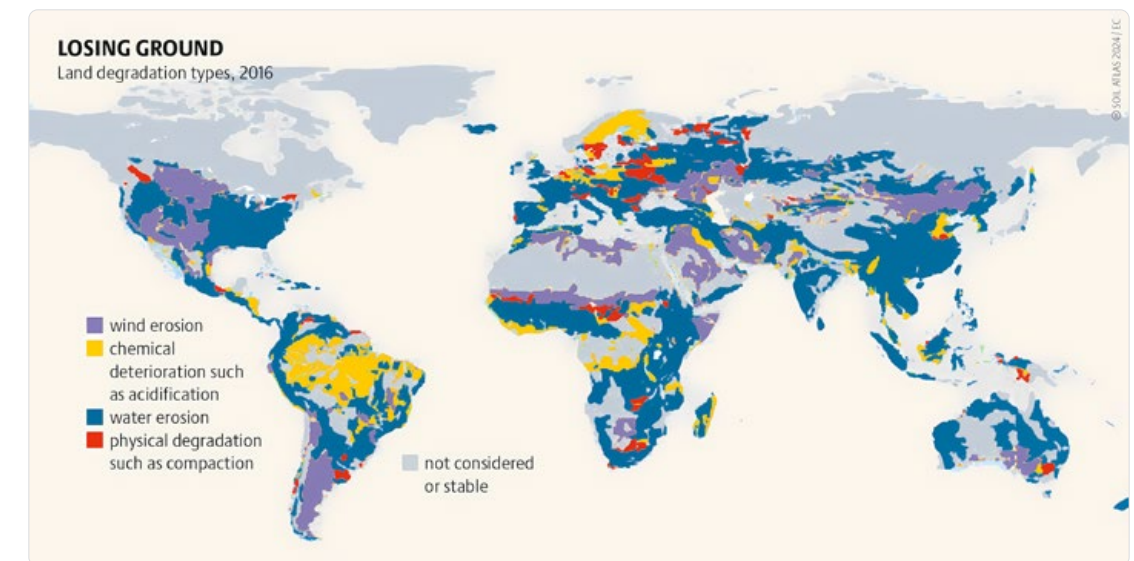 LOSING GROUND
Land degradation types, 2016
© SOIL ATLAS 2024 / EC
wind erosion
chemical
deterioration such
as acidification
water erosion
physical degradation
such as compaction
not considered
or stable